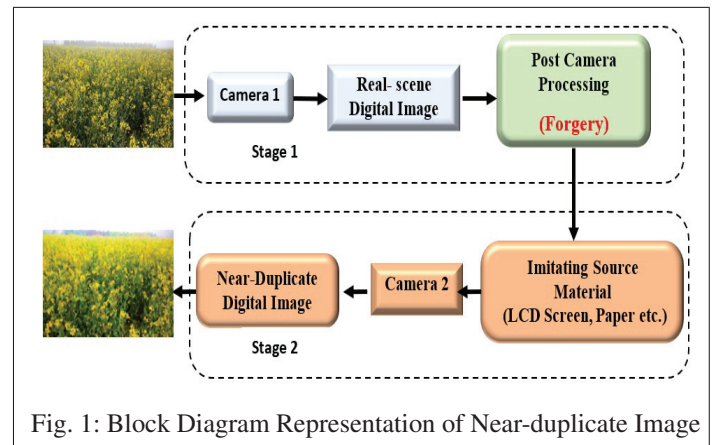 Camera 1
Real- scene
Digital Image
Post Camera
Processing
(Forgery)
Stage 1
Near-Duplicate
Digital Image
Camera 2
Imitating Source
Material
(LCD Screen, Paper etc.)
Stage 2
Fig. 1: Block Diagram Representation of Near-duplicate Image